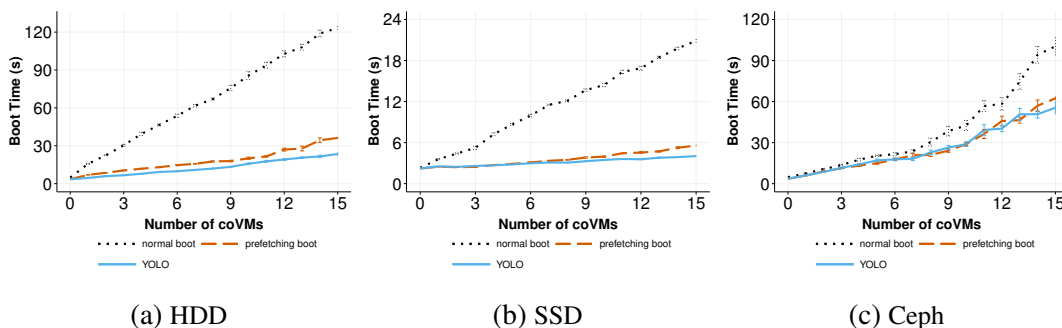 120
90
60
30
0
Boot Time (s)
0 3 6 9 12 15
Number of coVMs
normal boot prefetching boot
YOLO
(a) HDD
24
18
12
6
0
Boot Time (s)
0 3 6 9 12 15
Number of coVMs
normal boot prefetching boot
YOLO
(b) SSD
120
90
60
30
0
Boot Time (s)
0 3 6 9 12 15
Number of coVMs
normal boot prefetching boot
YOLO
(c) Ceph